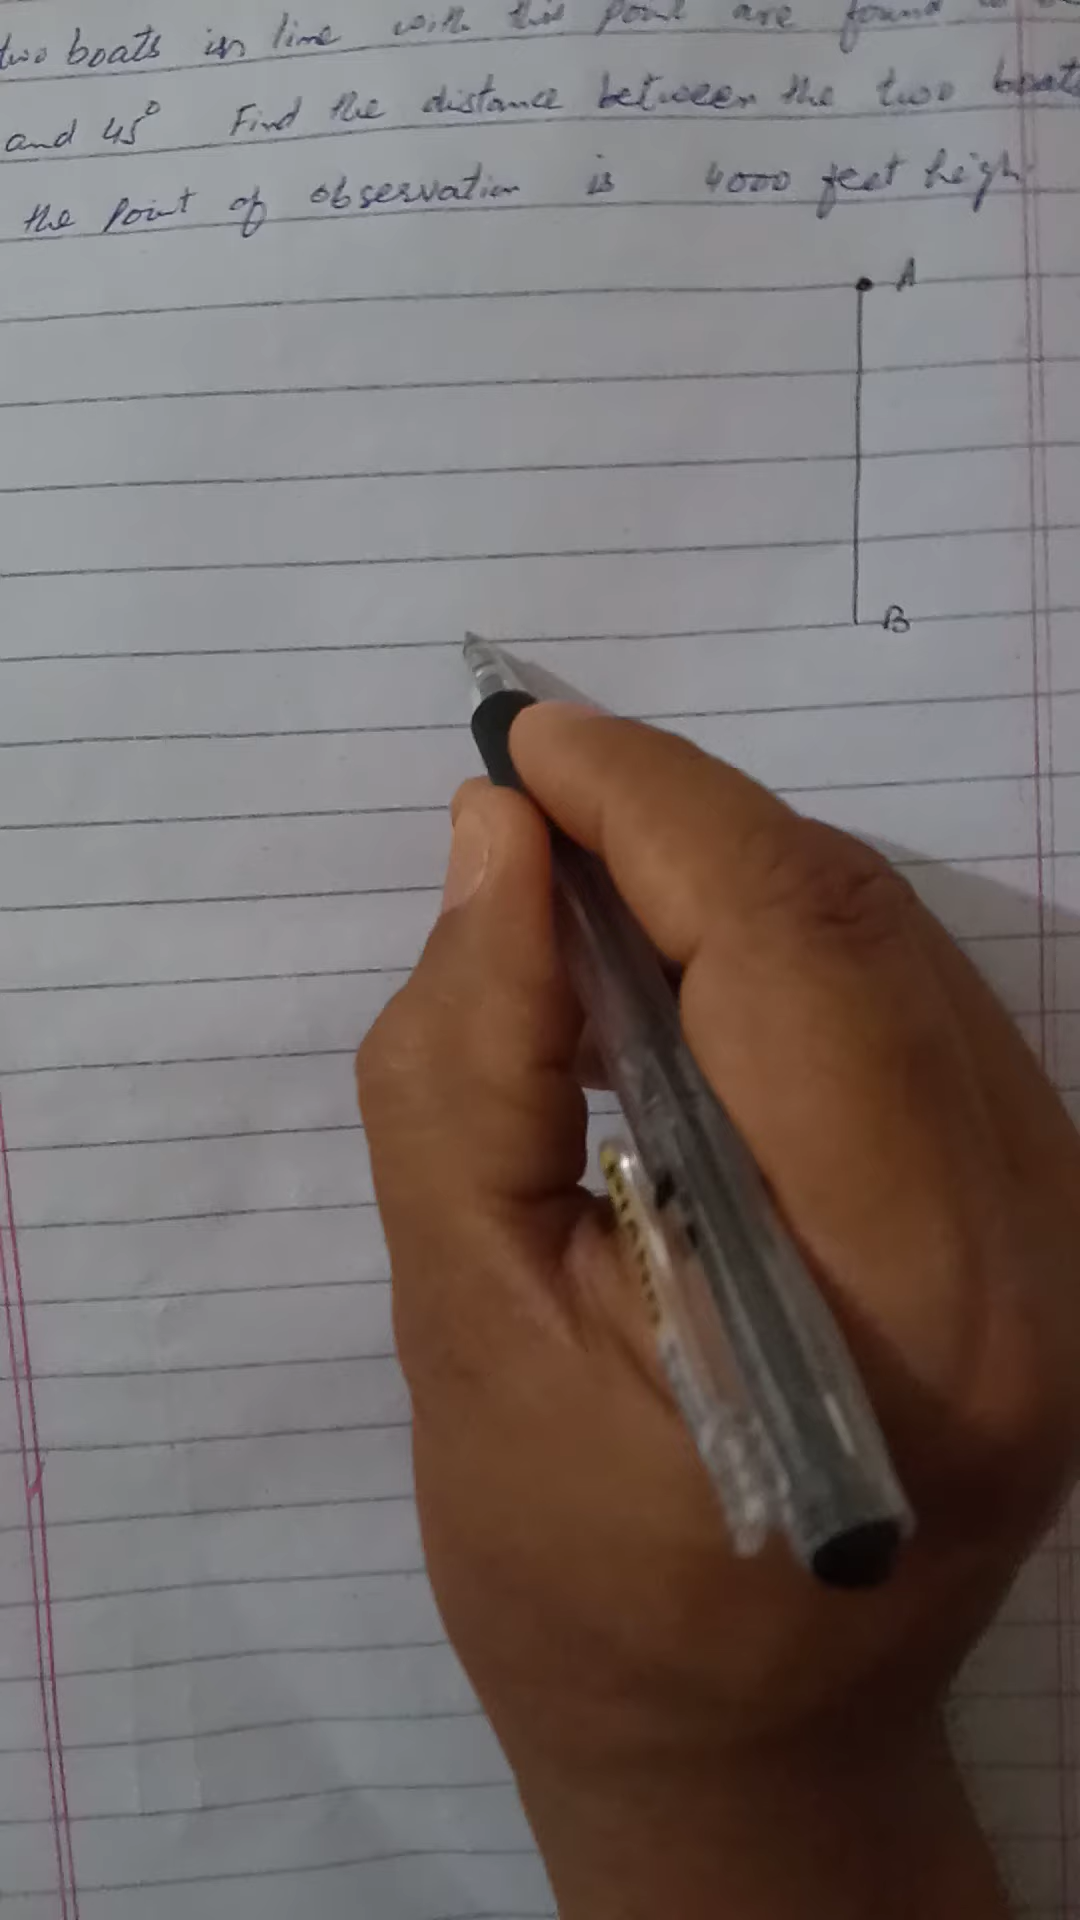 two boats in line with this point are found
and 45° Find the distance between the two boats
the point of observation is 4000 feet high
A
B